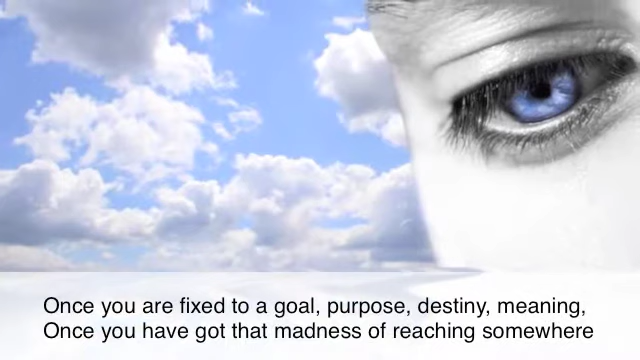 Once you are fixed to a goal, purpose, destiny, meaning,
Once you have got that madness of reaching somewhere